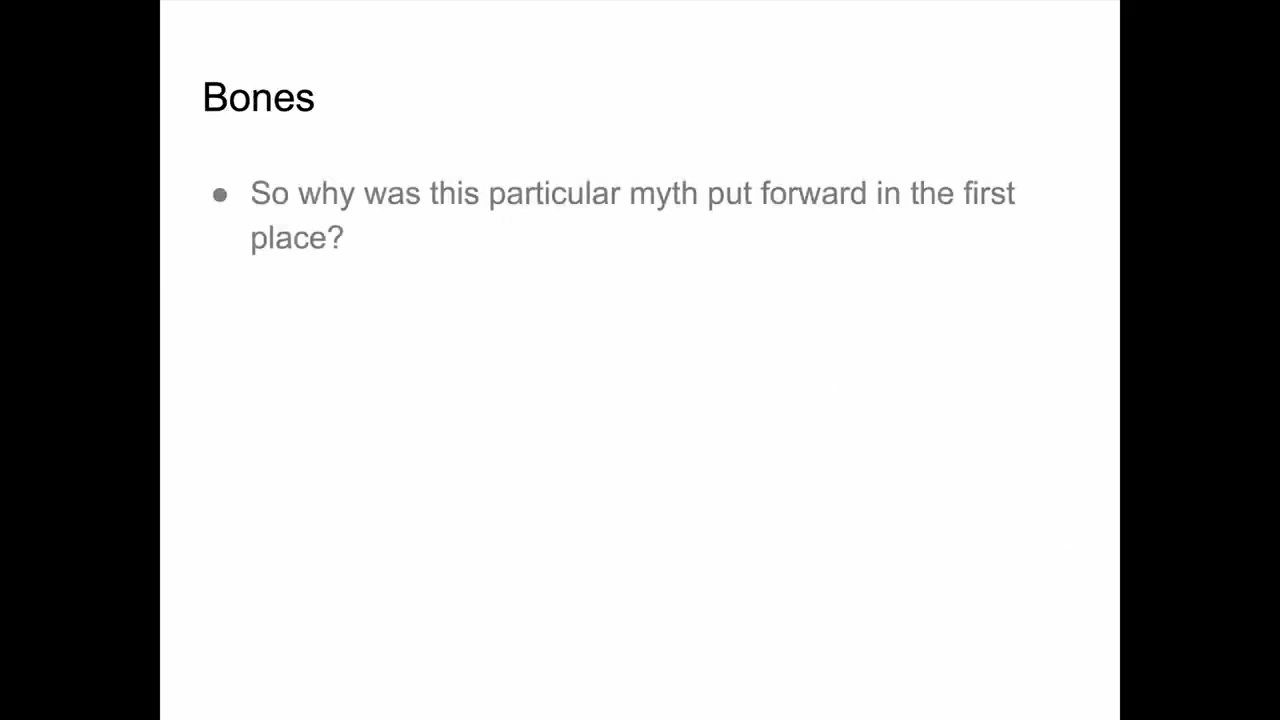 Bones
● So why was this particular myth put forward in the first
place?